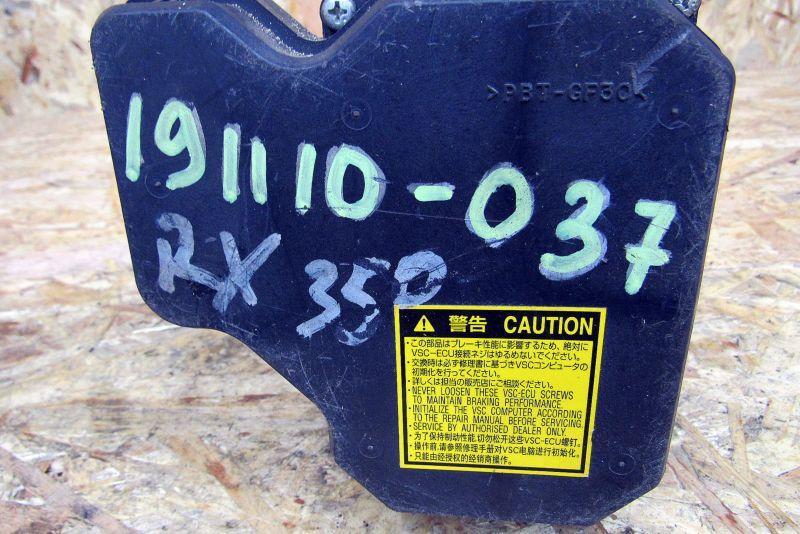 >PBT-GF30<
191110-037
RX 350
警告 CAUTION
・この部品はブレーキ性能に影響するため、絶対に
VSC-ECU接続ネジはゆるめないでください。
・交換時は必ず修理書に基づきVSCコンピュータの
初期化を行ってください。
・詳しくは担当の販売店にご相談ください。
・NEVER LOOSEN THESE VSC-ECU SCREWS
TO MAINTAIN BRAKING PERFORMANCE.
・INITIALIZE THE VSC COMPUTER ACCORDING
TO THE REPAIR MANUAL BEFORE SERVICING.
・SERVICE BY AUTHORISED DEALER ONLY.
・为了保持制动性能,切勿松开这些VSC-ECU螺钉。
・操作前,请参照修理手册对VSC电脑进行初始化。
・只能由经授权的经销商操作。